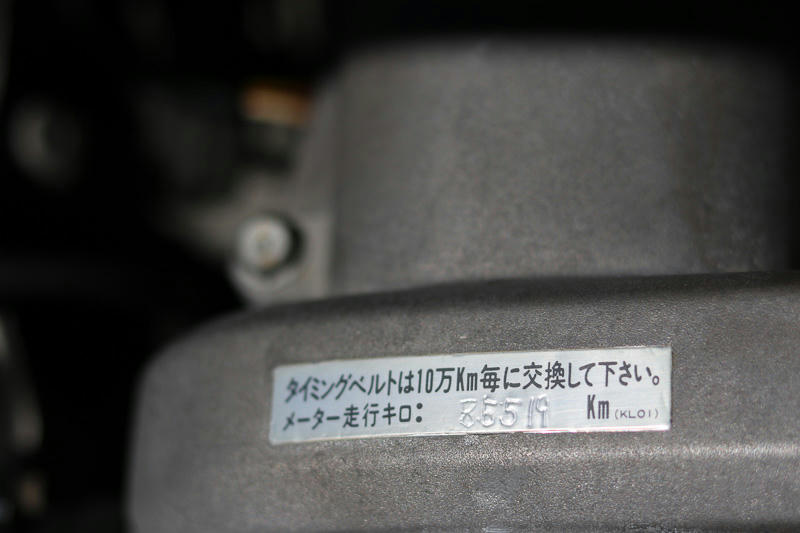 タイミングベルトは10万Km毎に交換して下さい。
メーター走行キロ: 85519 Km (KL01)